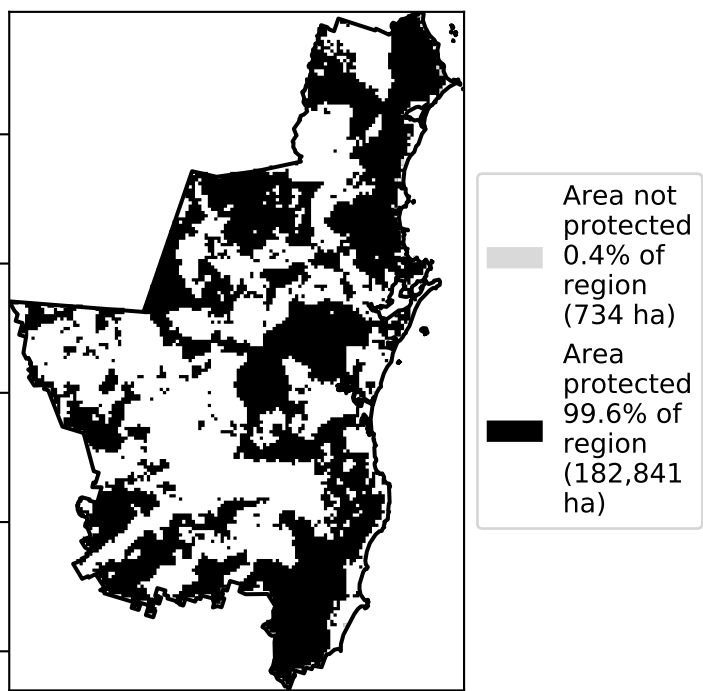 Area not
protected
0.4% of
region
(734 ha)
Area
protected
99.6% of
region
(182,841
ha)